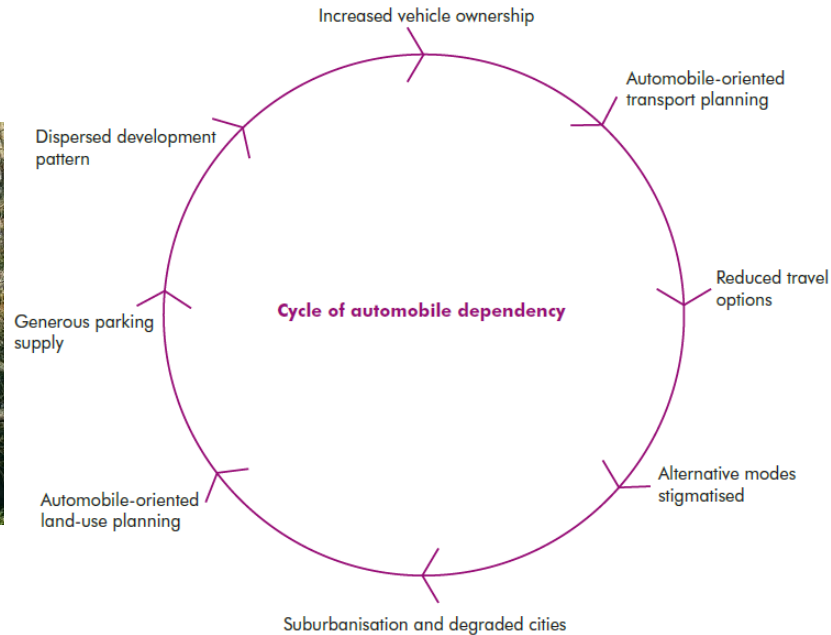 Increased vehicle ownership
Automobile-oriented
transport planning
Reduced travel
options
Alternative modes
stigmatised
Suburbanisation and degraded cities
Automobile-oriented
land-use planning
Generous parking
supply
Dispersed development
pattern
Cycle of automobile dependency